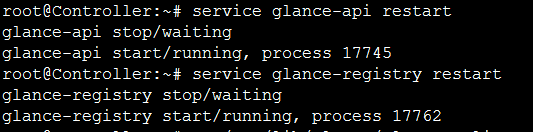 root@Controller:~# service glance-api restart
glance-api stop/waiting
glance-api start/running, process 17745
root@Controller:~# service glance-registry restart
glance-registry stop/waiting
glance-registry start/running, process 17762